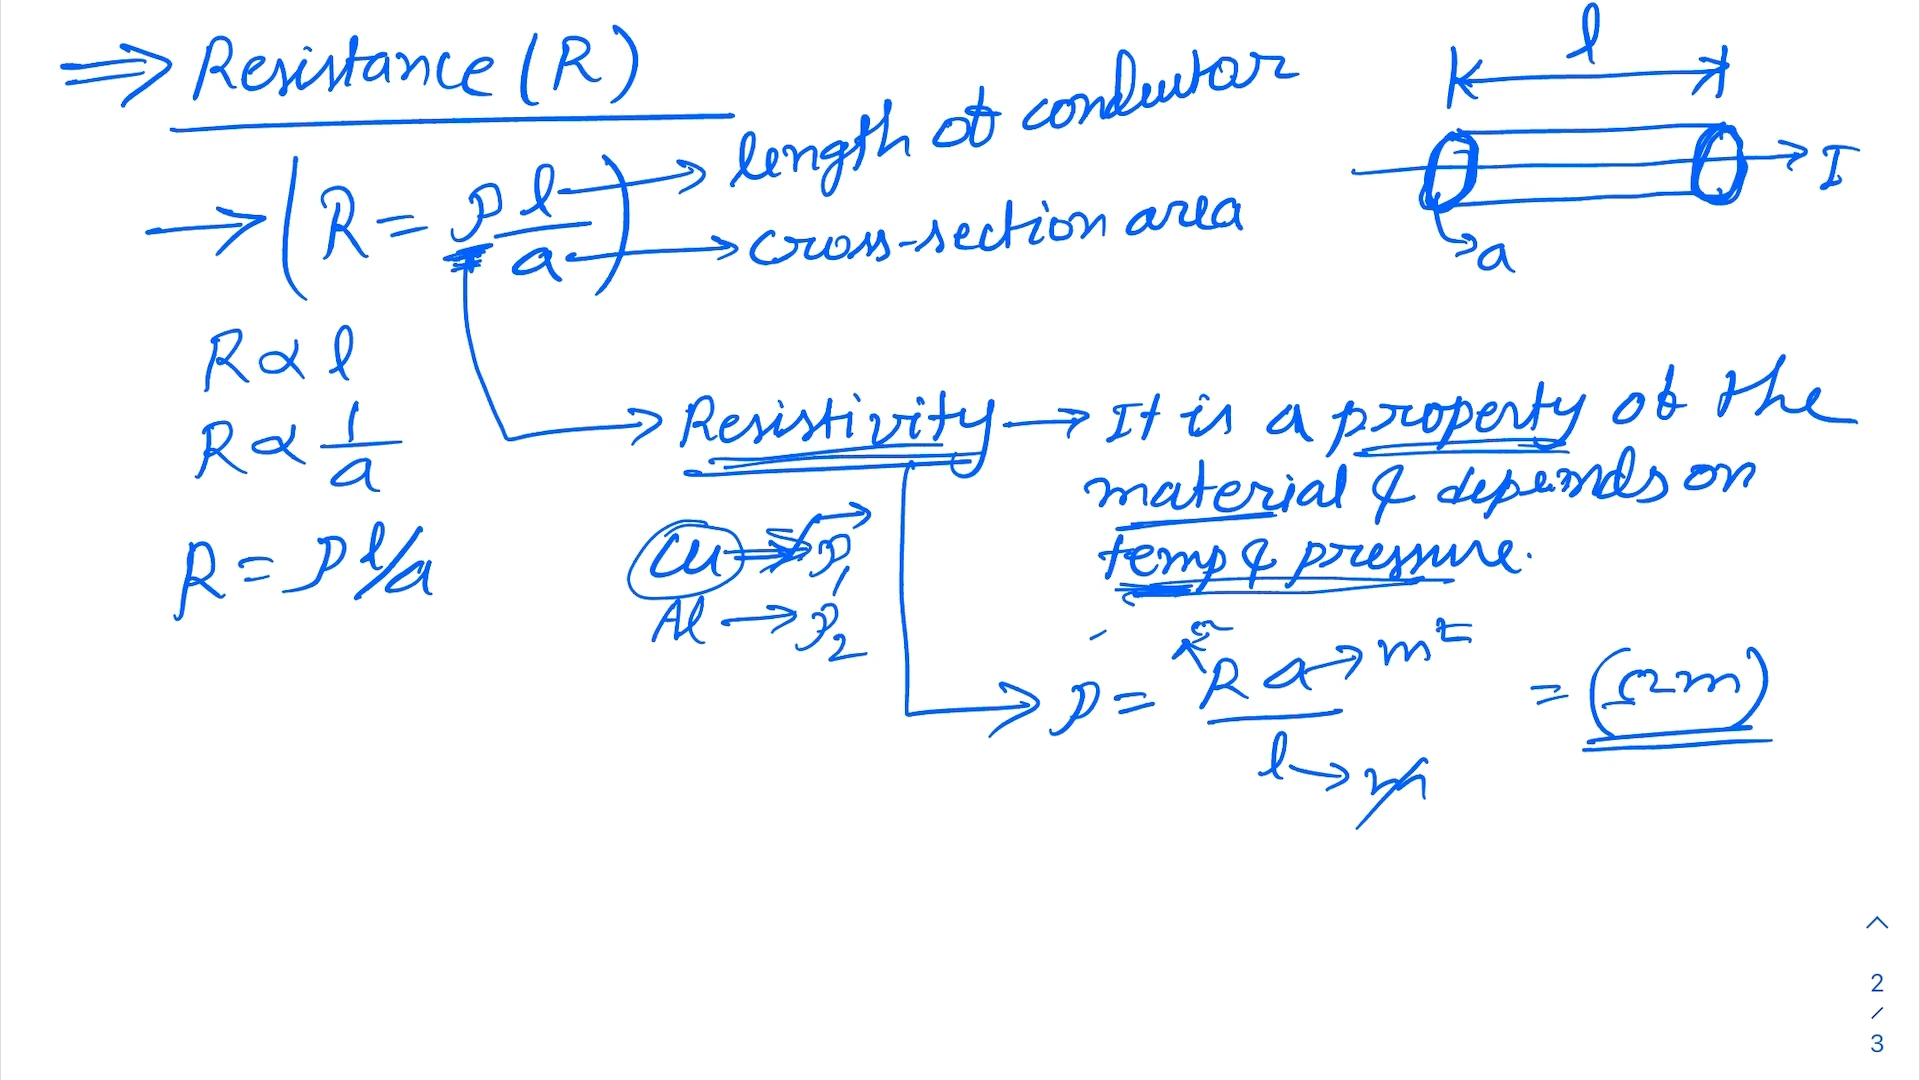 ⇒ Resistance (R)
→ (R = ρ l/a)
l → length of conductor
a → cross-section area
l
I
a
R ∝ l
R ∝ 1/a
R = ρ l/a
→ Resistivity → It is a property of the
material & depends on
temp & pressure.
Cu ⇒ ρ1
Al → ρ2
→ ρ = R a → m²
l → m
= (Ωm)
2
/
3